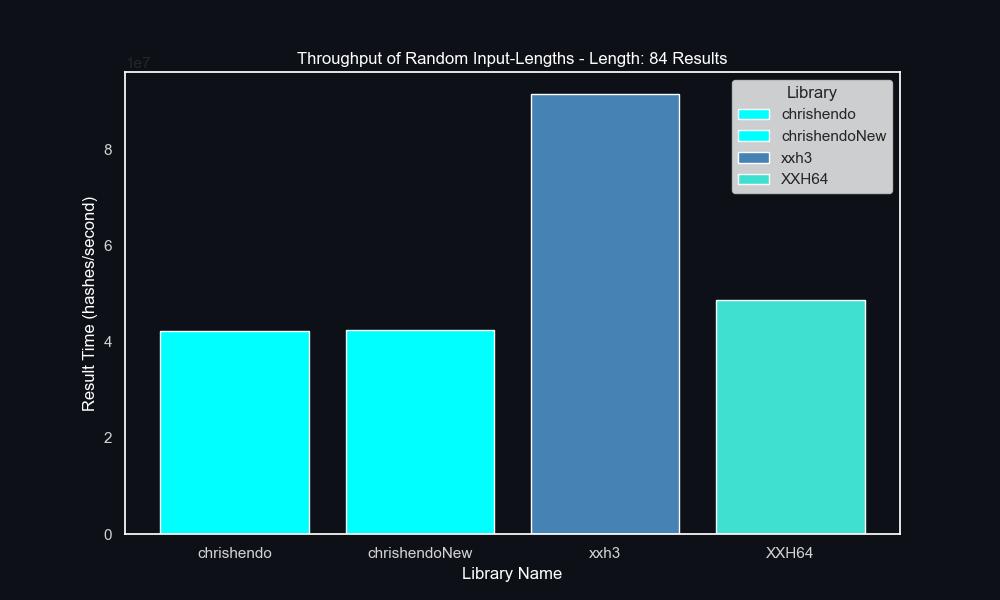 Throughput of Random Input-Lengths - Length: 84 Results
1e7
Library
chrishendo
chrishendoNew
xxh3
XXH64
8
6
4
2
0
Result Time (hashes/second)
chrishendo chrishendoNew xxh3 XXH64
Library Name